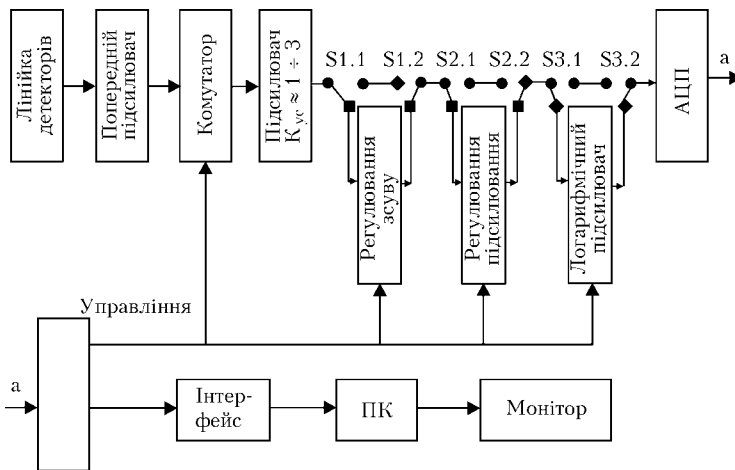 Лінійка
детекторів
Попередній
підсилювач
Комутатор
Підсилювач
Кус ≈ 1 ÷ 3
S1.1 S1.2 S2.1 S2.2 S3.1 S3.2
АЦП
а
Регулювання
зсуву
Регулювання
підсилювання
Логарифмічний
підсилювач
Управління
а
Інтер-
фейс
ПК
Монітор